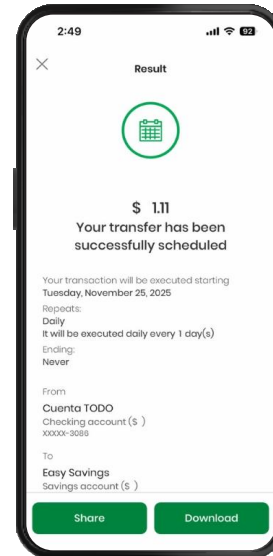 2:49
92
Result
$ 1.11
Your transfer has been
successfully scheduled
Your transaction will be executed starting
Tuesday, November 25, 2025
Repeats:
Daily
It will be executed daily every 1 day(s)
Ending:
Never
From
Cuenta TODO
Checking account ($ )
XXXXX-3086
To
Easy Savings
Savings account ($ )
Share
Download